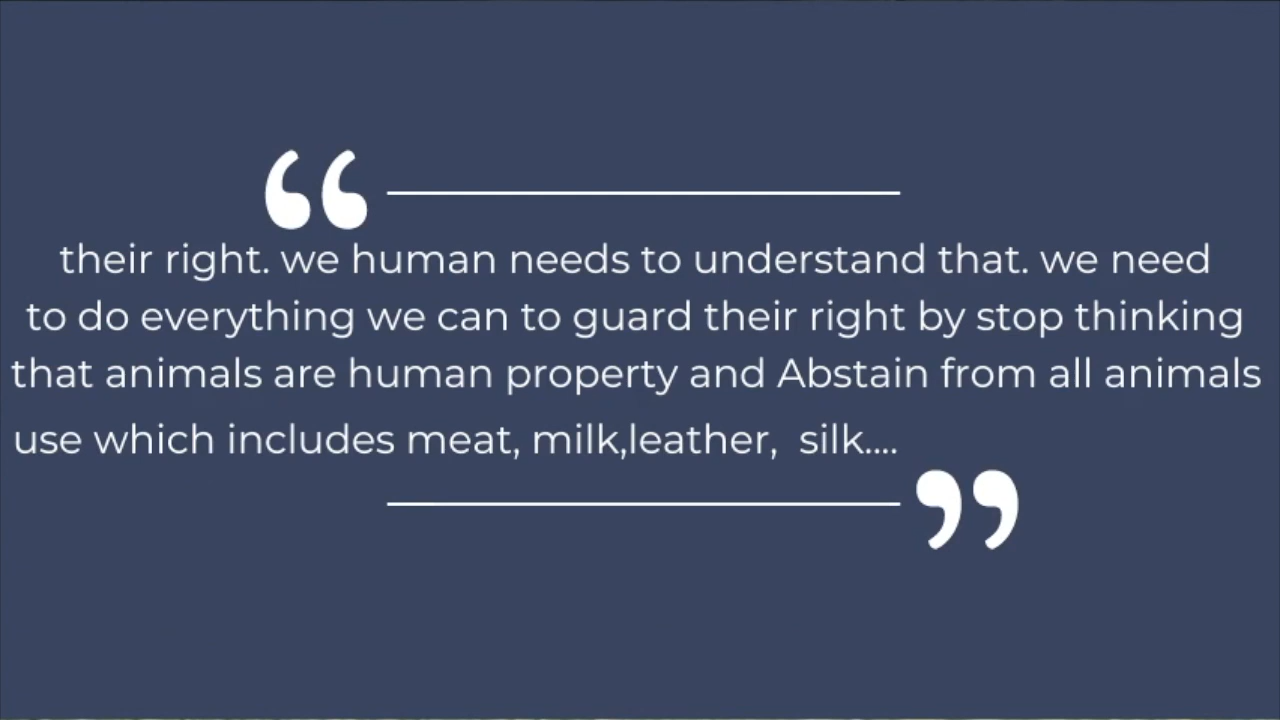 their right. we human needs to understand that. we need
to do everything we can to guard their right by stop thinking
that animals are human property and Abstain from all animals
use which includes meat, milk,leather,  silk....